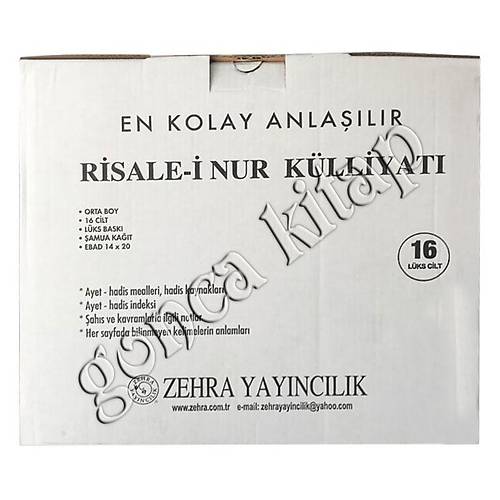 EN KOLAY ANLAŞILIR
RİSALE-İ NUR KÜLLİYATI
• ORTA BOY
• 16 CİLT
• LÜKS BASKI
• ŞAMUA KAĞIT
• EBAD 14 x 20
16
LÜKS CİLT
* Ayet - hadis mealleri, hadis kaynakları
* Ayet - hadis indeksi
* Şahıs ve kavramlarla ilgili notlar
* Her sayfada bilinmeyen kelimelerin anlamları
gonca kitap
ZEHRA YAYINCILIK
ZEHRA YAYINCILIK
www.zehra.com.tr e-mail: zehrayayincilik@yahoo.com